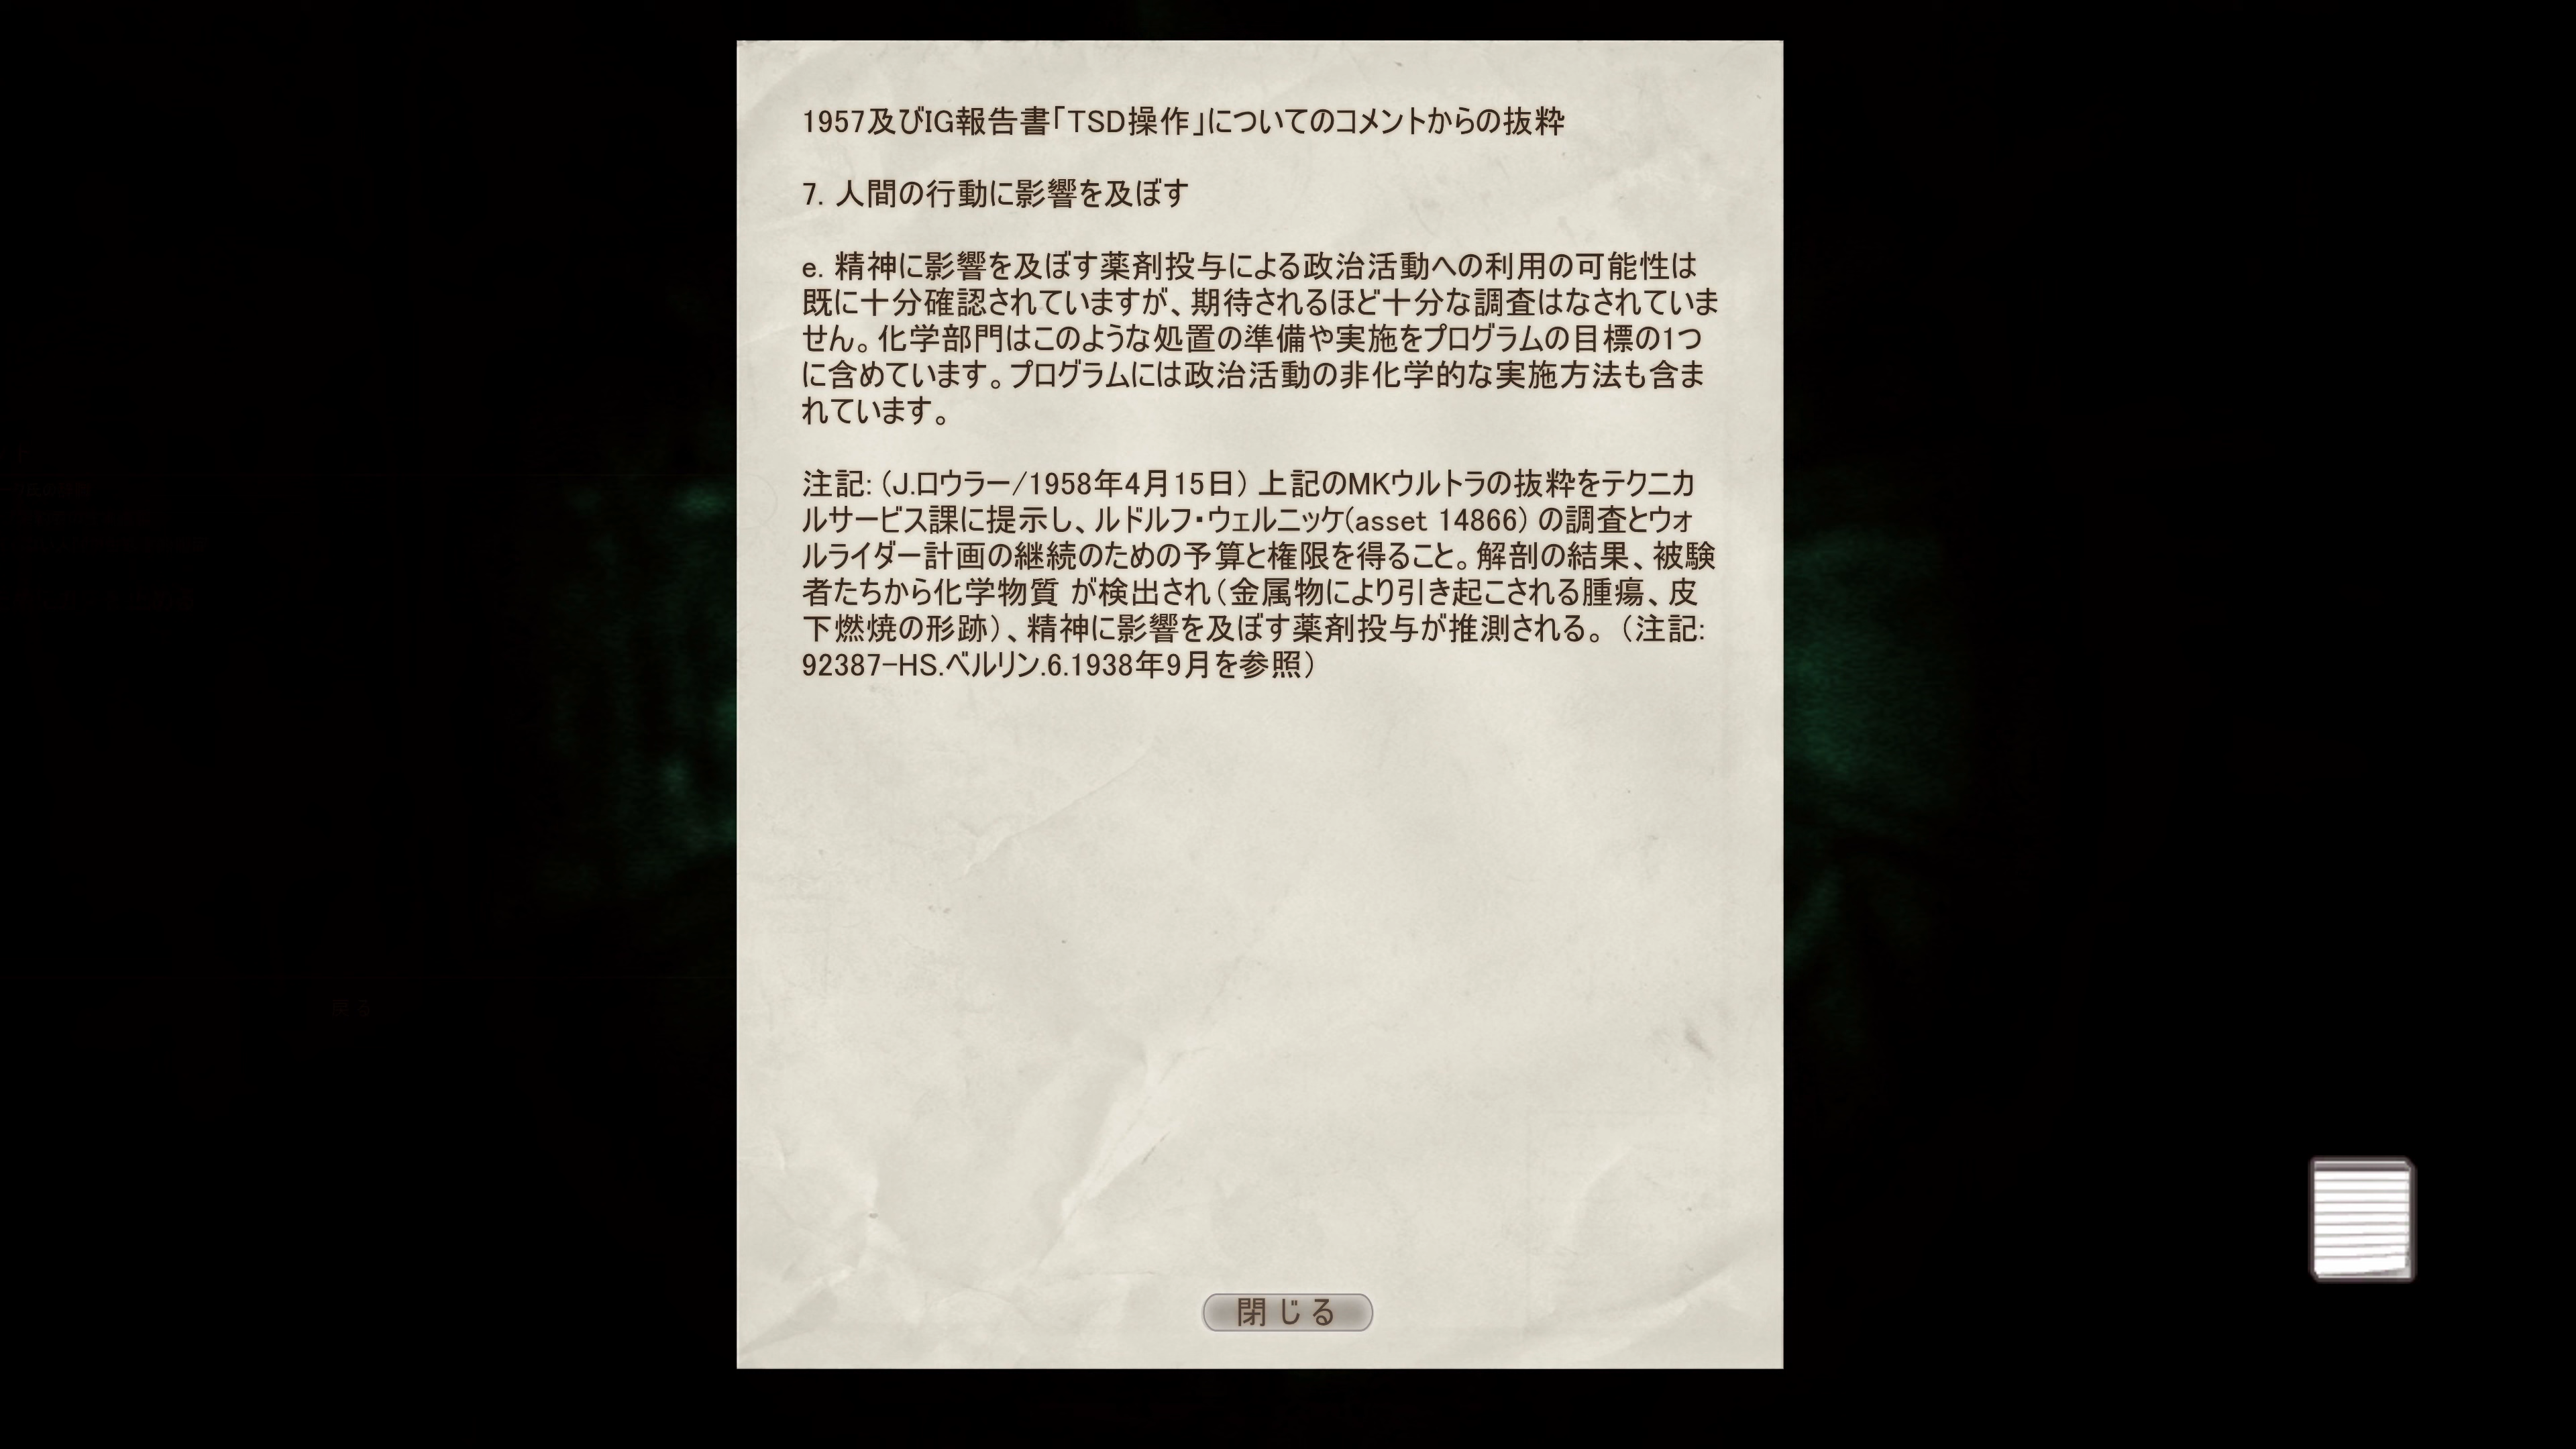 1957及びIG報告書「TSD操作」についてのコメントからの抜粋
7. 人間の行動に影響を及ぼす
e. 精神に影響を及ぼす薬剤投与による政治活動への利用の可能性は
既に十分確認されていますが、期待されるほど十分な調査はなされていま
せん。化学部門はこのような処置の準備や実施をプログラムの目標の1つ
に含めています。プログラムには政治活動の非化学的な実施方法も含ま
れています。
注記: (J.ロウラー/1958年4月15日) 上記のMKウルトラの抜粋をテクニカ
ルサービス課に提示し、ルドルフ・ウェルニッケ(asset 14866) の調査とウォ
ルライダー計画の継続のための予算と権限を得ること。解剖の結果、被験
者たちから化学物質 が検出され（金属物により引き起こされる腫瘍、皮
下燃焼の形跡）、精神に影響を及ぼす薬剤投与が推測される。（注記:
92387-HS.ベルリン.6.1938年9月を参照）
戻る
閉じる